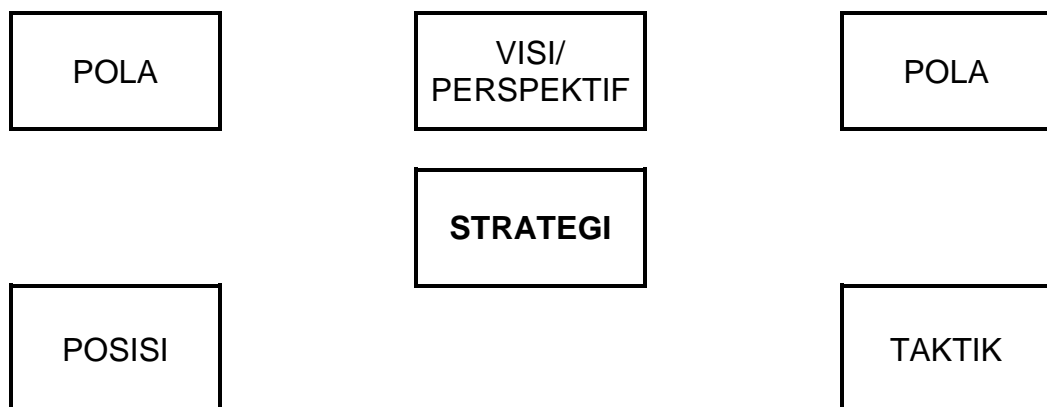 POLA
VISI/
PERSPEKTIF
POLA
STRATEGI
POSISI
TAKTIK